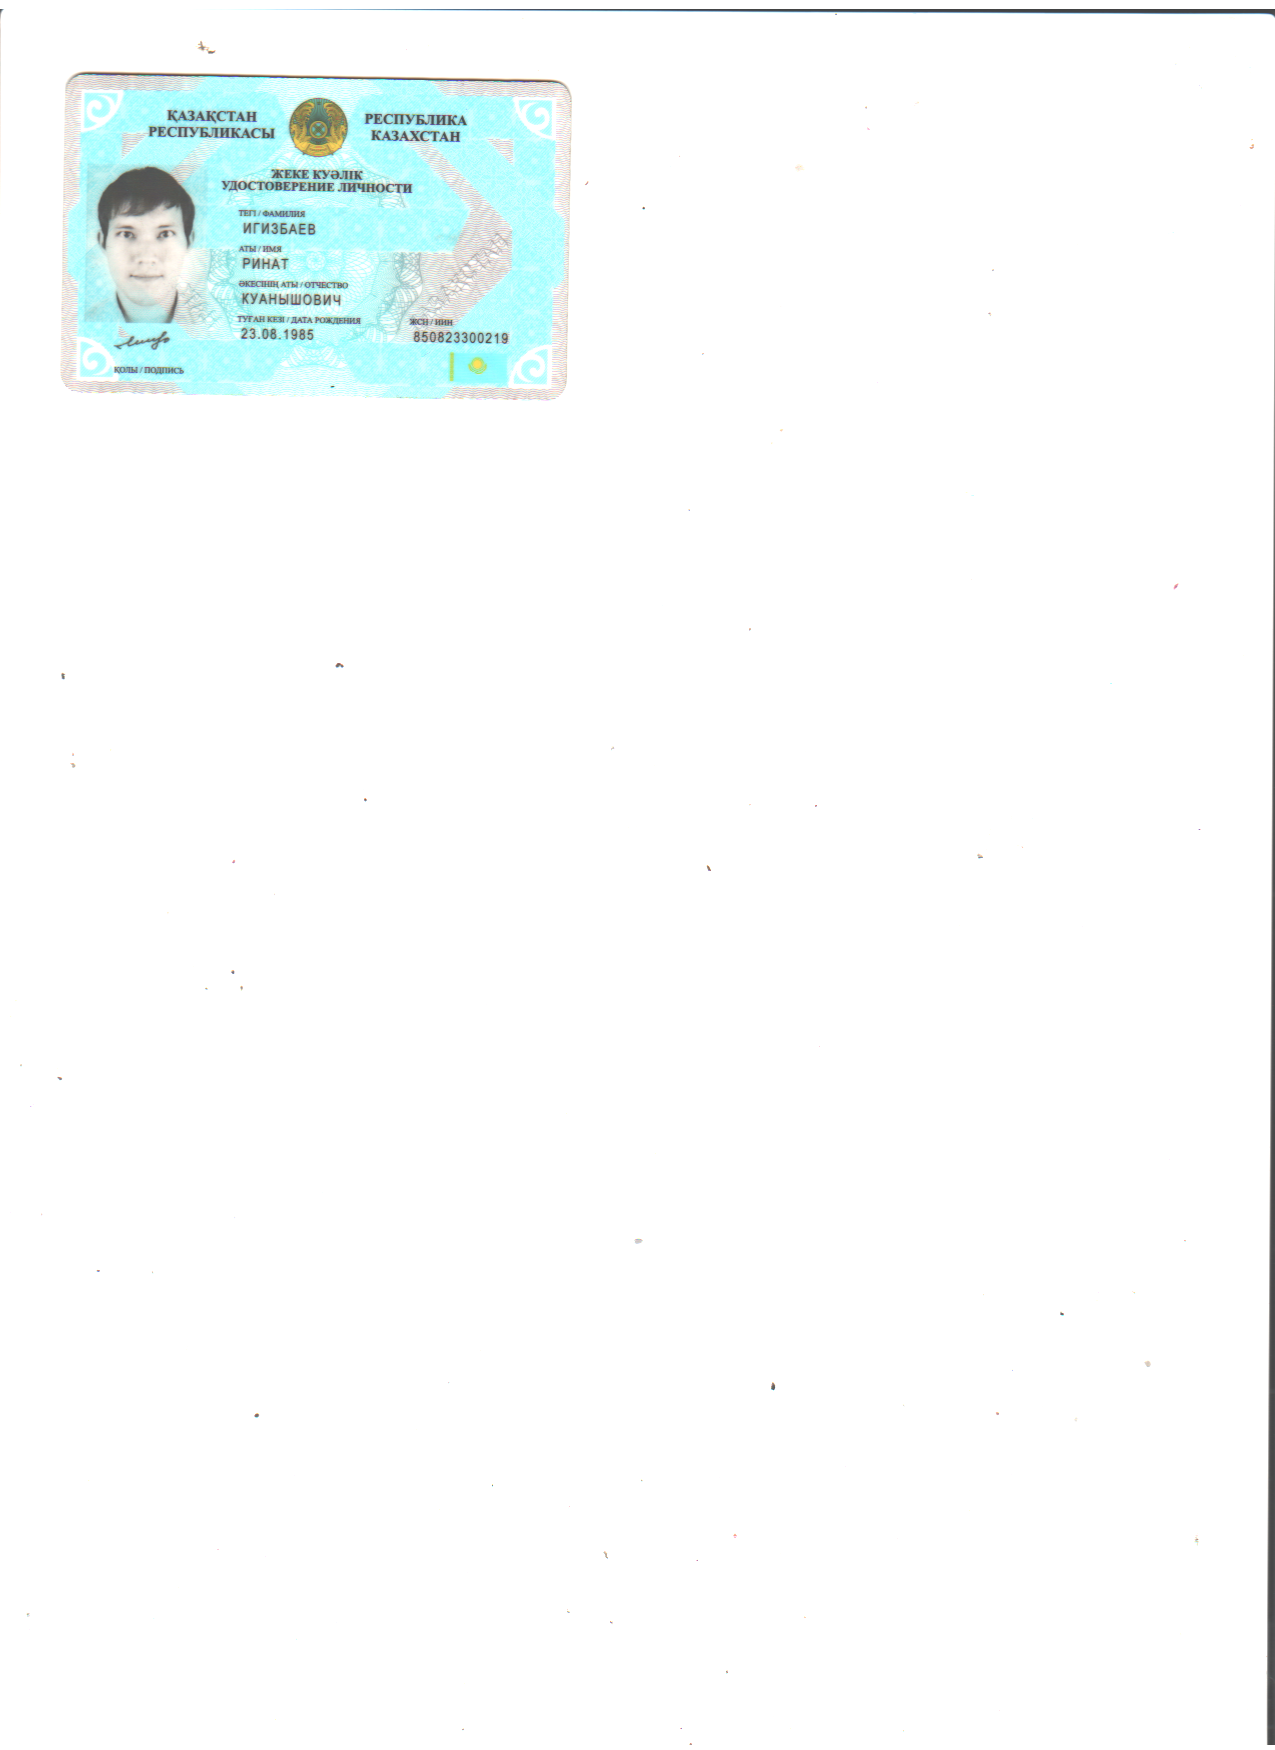 ҚАЗАҚСТАН
РЕСПУБЛИКАСЫ
РЕСПУБЛИКА
КАЗАХСТАН
ЖЕКЕ КУӘЛІК
УДОСТОВЕРЕНИЕ ЛИЧНОСТИ
ТЕГІ / ФАМИЛИЯ
ИГИЗБАЕВ
АТЫ / ИМЯ
РИНАТ
ӘКЕСІНІҢ АТЫ / ОТЧЕСТВО
КУАНЫШОВИЧ
ТУҒАН КЕЗІ / ДАТА РОЖДЕНИЯ
23.08.1985
ЖСН / ИИН
850823300219
ҚОЛЫ / ПОДПИСЬ